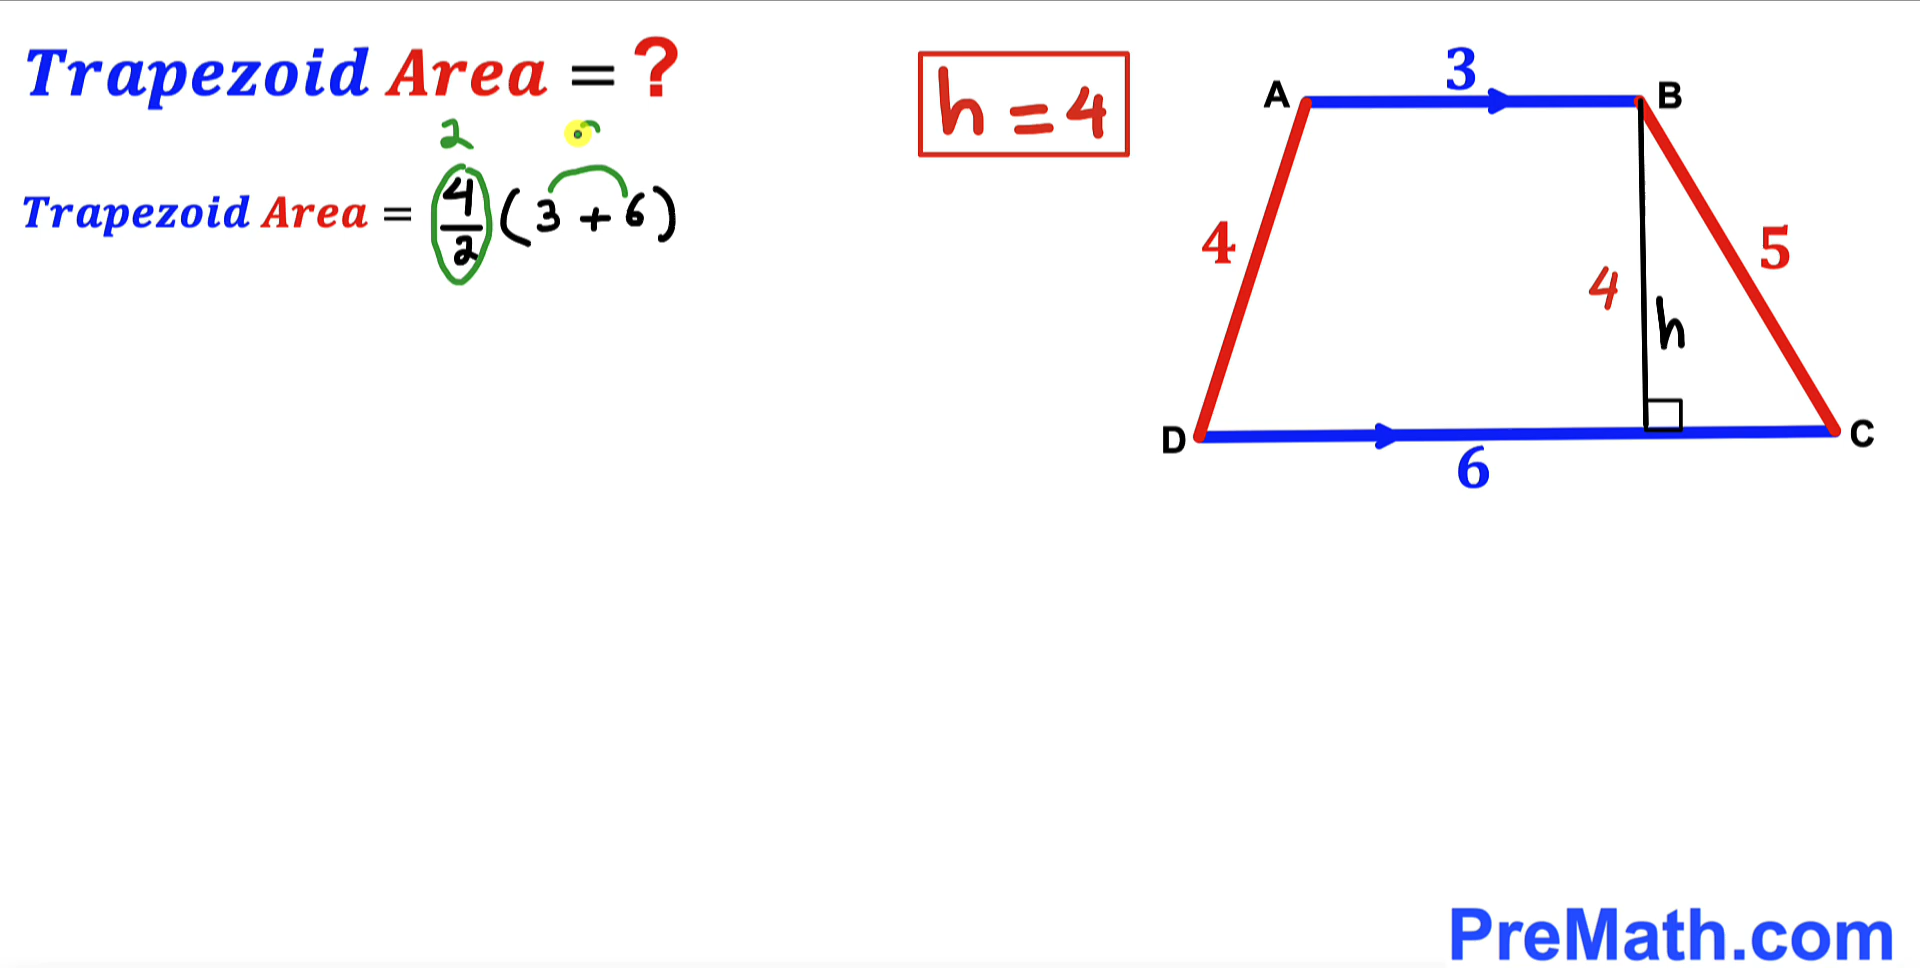 Trapezoid Area = ?
h = 4
2
Trapezoid Area = 4/2 (3 + 6)
A
3
B
4
4
h
5
D
6
C
PreMath.com